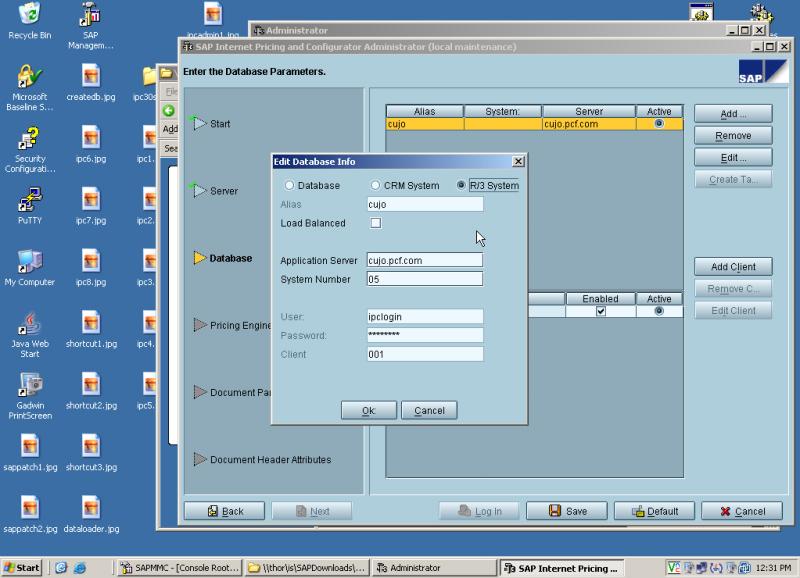 Recycle Bin
SAP Managem...
ipcadmin1.jpg
Microsoft Baseline S...
createdb.jpg
ipc30s
Security Configurati...
ipc6.jpg
ipc1.
PuTTY
ipc7.jpg
ipc2.
My Computer
ipc8.jpg
ipc3.
Java Web Start
shortcut1.jpg
ipc4.
Gadwin PrintScreen
shortcut2.jpg
ipc5.
sappatch1.jpg
shortcut3.jpg
sappatch2.jpg
dataloader.jpg
Administrator
File
Add
Sea
SAP Internet Pricing and Configurator Administrator (local maintenance)
Enter the Database Parameters.
SAP
Start
Server
Database
Pricing Engine
Document Pa
Document Header Attributes
Alias
System:
Server
Active
cujo
cujo.pcf.com
Add ...
Remove
Edit ...
Create Ta...
Enabled
Active
Add Client
Remove C...
Edit Client
Edit Database Info
Database
CRM System
R/3 System
Alias
cujo
Load Balanced
Application Server
cujo.pcf.com
System Number
05
User:
ipclogin
Password:
********
Client
001
Ok:
Cancel
Back
Next
Log In
Save
Default
Cancel
Start
SAPMMC - [Console Root...
\\thor\is\SAPDownloads\...
Administrator
SAP Internet Pricing ...
12:31 PM